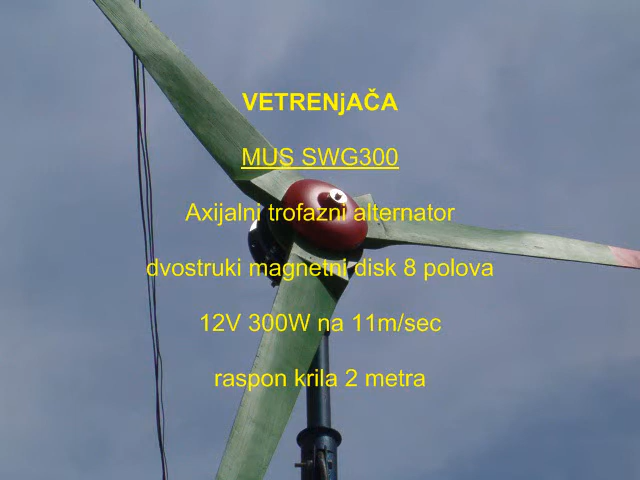 VETRENjAČA
MUS SWG300
Axijalni trofazni alternator
dvostruki magnetni disk 8 polova
12V 300W na 11m/sec
raspon krila 2 metra